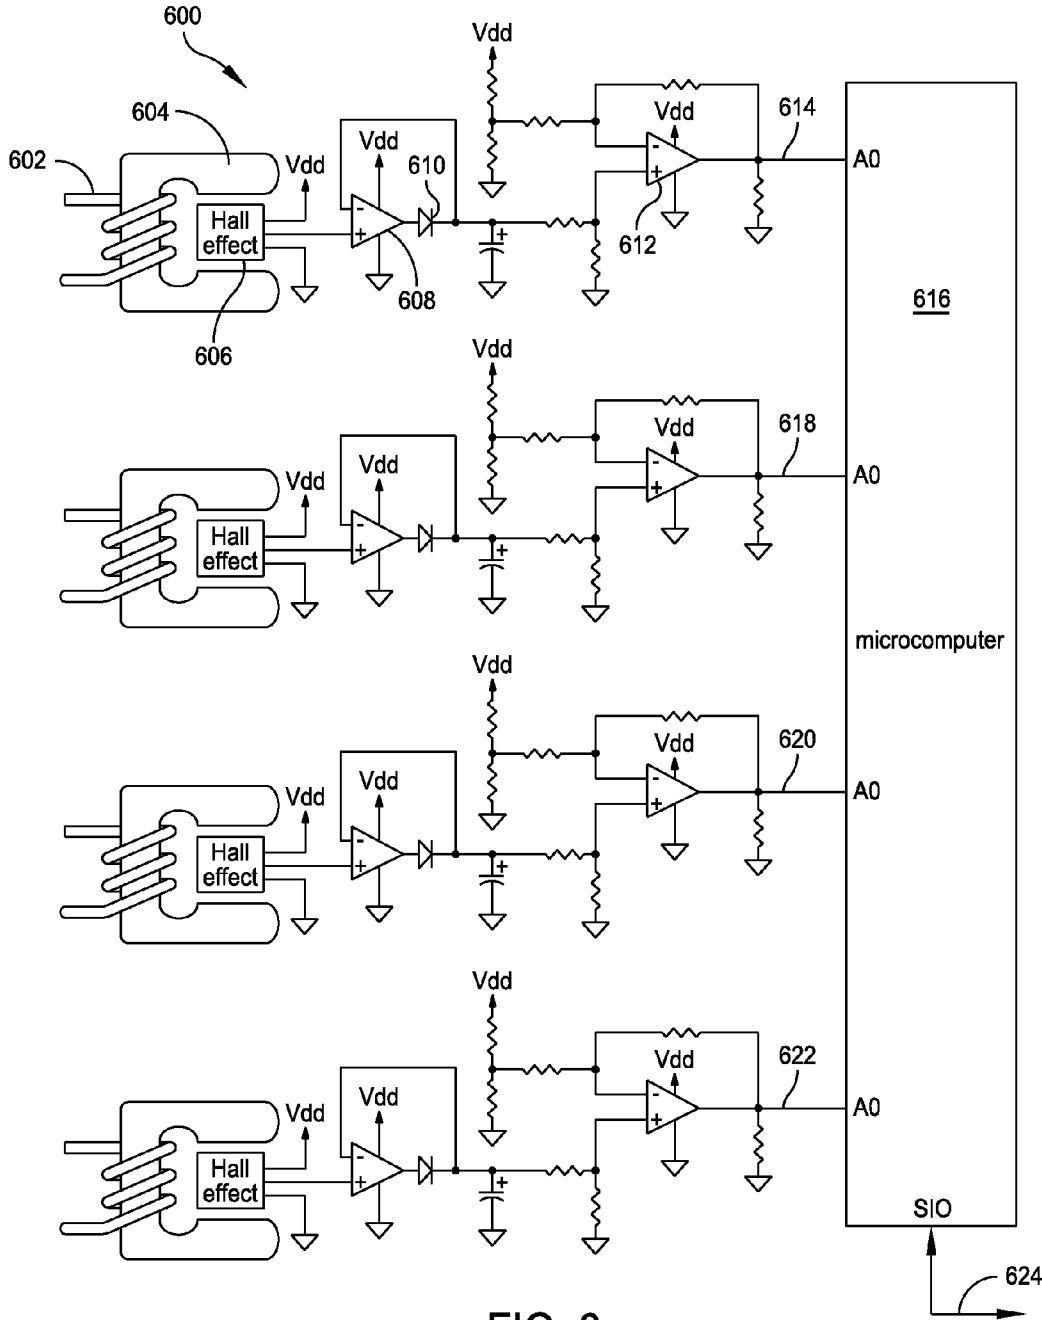 600
Vdd
604
614
602
Vdd
Vdd
610
Vdd
-
+
A0
Hall
effect
-
+
+
612
608
616
606
Vdd
618
Vdd
-
+
A0
Vdd
Vdd
Hall
effect
-
+
+
microcomputer
Vdd
620
Vdd
-
+
A0
Vdd
Vdd
Hall
effect
-
+
+
Vdd
622
Vdd
-
+
A0
Vdd
Vdd
Hall
effect
-
+
+
SIO
624